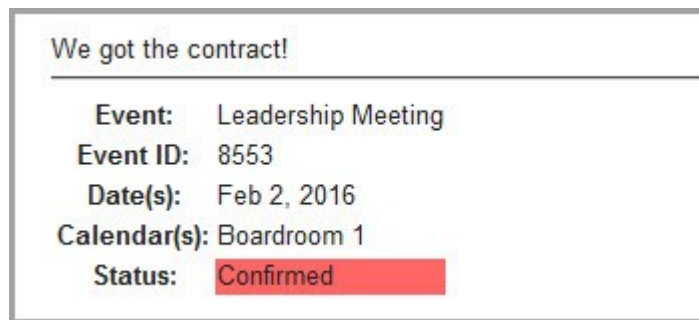 We got the contract!
Event: Leadership Meeting
Event ID: 8553
Date(s): Feb 2, 2016
Calendar(s): Boardroom 1
Status: Confirmed